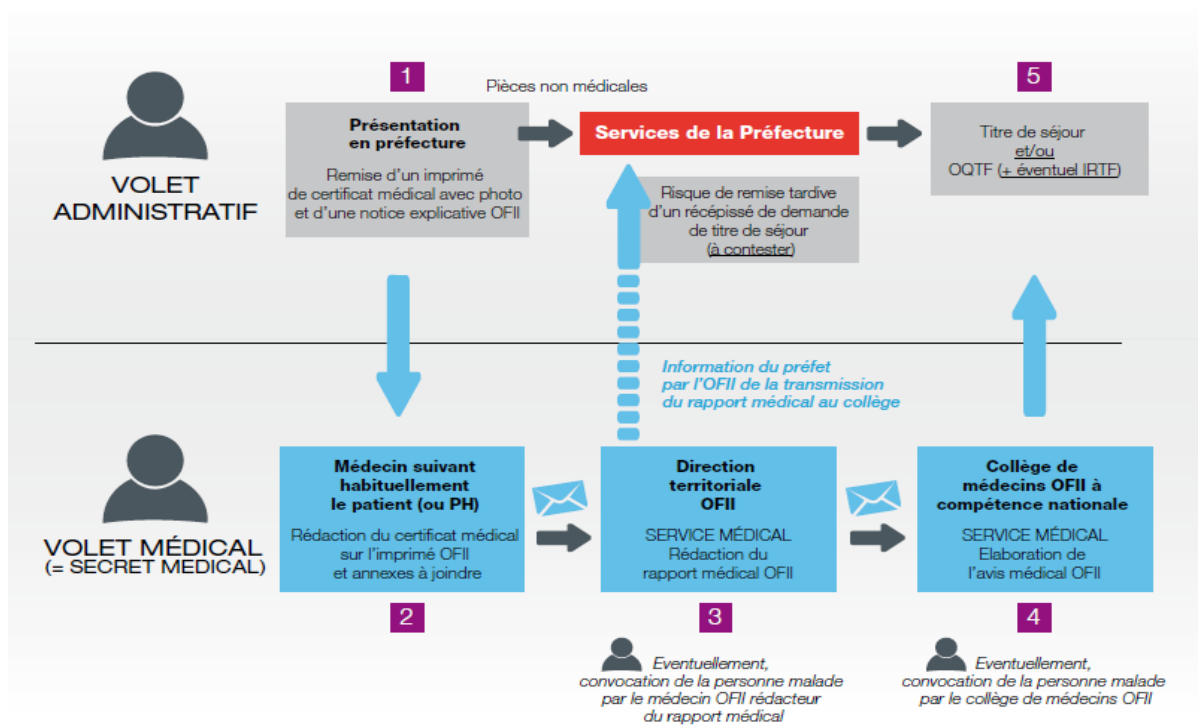 1
Pièces non médicales
5
VOLET
ADMINISTRATIF
Présentation
en préfecture
Remise d'un imprimé
de certificat médical avec photo
et d'une notice explicative OFII
Services de la Préfecture
Risque de remise tardive
d'un récépissé de demande
de titre de séjour
(à contester)
Titre de séjour
et/ou
OQTF (+ éventuel IRTF)
Information du préfet
par l'OFII de la transmission
du rapport médical au collège
VOLET MÉDICAL
(= SECRET MEDICAL)
Médecin suivant
habituellement
le patient (ou PH)
Rédaction du certificat médical
sur l'imprimé OFII
et annexes à joindre
2
Direction
territoriale
OFII
SERVICE MÉDICAL
Rédaction du
rapport médical OFII
3
Eventuellement,
convocation de la personne malade
par le médecin OFII rédacteur
du rapport médical
Collège de
médecins OFII à
compétence nationale
SERVICE MÉDICAL
Elaboration de
l'avis médical OFII
4
Eventuellement,
convocation de la personne malade
par le collège de médecins OFII